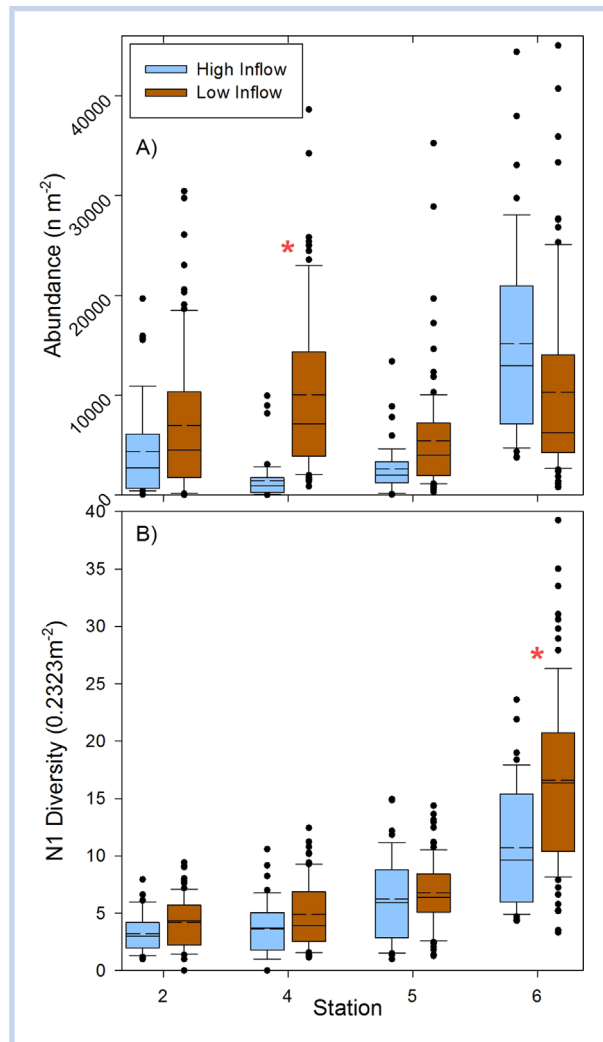 High Inflow
Low Inflow
A)
40000
30000
20000
10000
0
Abundance (n m-2)
*
B)
40
35
30
25
20
15
10
5
0
N1 Diversity (0.2323m-2)
*
2 4 5 6
Station